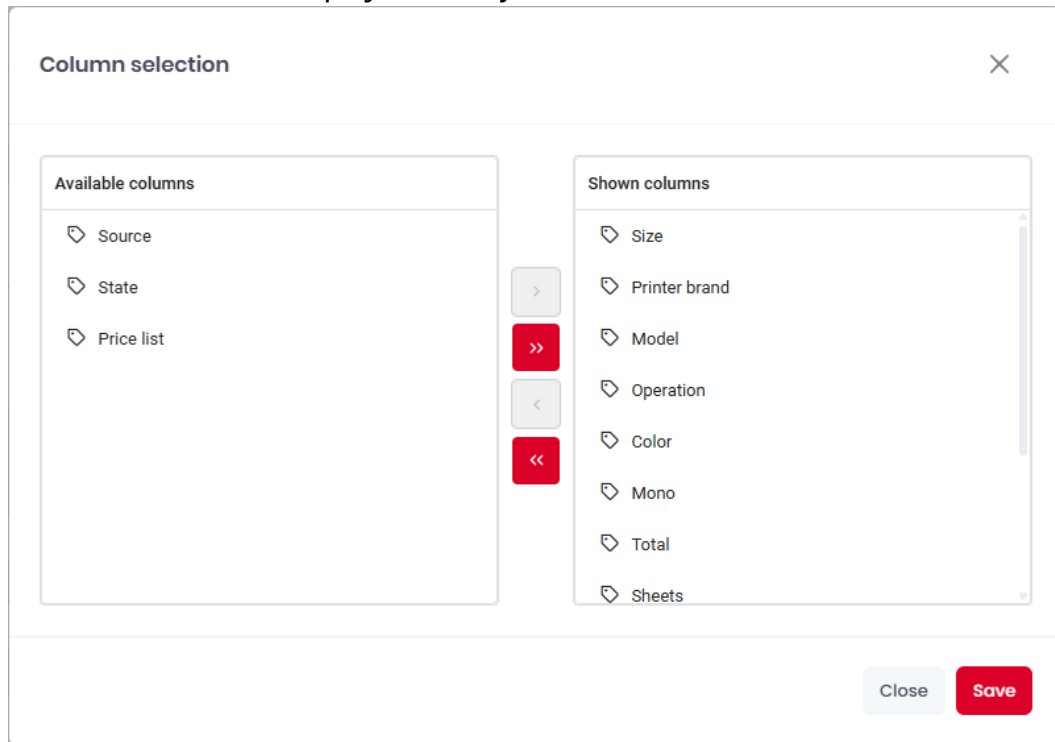 Column selection
Available columns
Source
State
Price list
Shown columns
Size
Printer brand
Model
Operation
Color
Mono
Total
Sheets
Close
Save